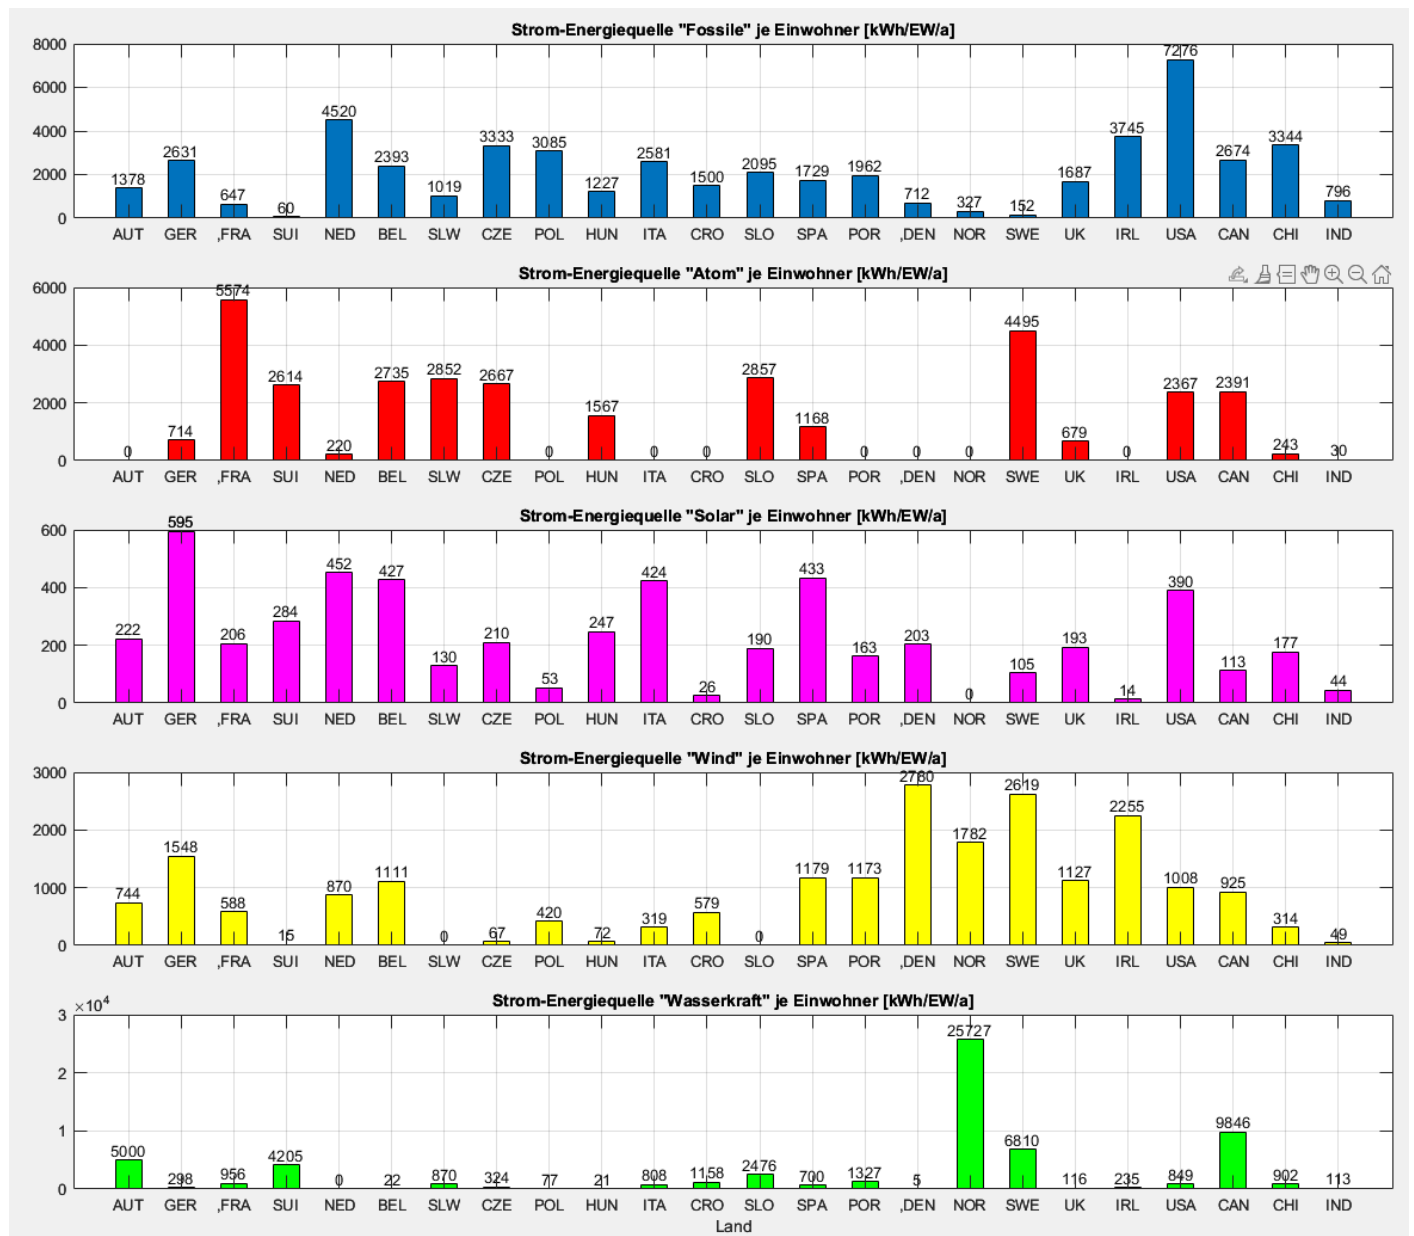 Strom-Energiequelle "Fossile" je Einwohner [kWh/EW/a]
8000
6000
4000
2000
0
1378 2631 647 60 4520 2393 1019 3333 3085 1227 2581 1500 2095 1729 1962 712 327 152 1687 3745 7276 2674 3344 796
AUT GER ,FRA SUI NED BEL SLW CZE POL HUN ITA CRO SLO SPA POR ,DEN NOR SWE UK IRL USA CAN CHI IND
Strom-Energiequelle "Atom" je Einwohner [kWh/EW/a]
6000
4000
2000
0
0 714 5574 2614 220 2735 2852 2667 0 1567 0 0 2857 1168 0 0 0 4495 679 0 2367 2391 243 30
AUT GER ,FRA SUI NED BEL SLW CZE POL HUN ITA CRO SLO SPA POR ,DEN NOR SWE UK IRL USA CAN CHI IND
Strom-Energiequelle "Solar" je Einwohner [kWh/EW/a]
600
400
200
0
222 595 206 284 452 427 130 210 53 247 424 26 190 433 163 203 0 105 193 14 390 113 177 44
AUT GER ,FRA SUI NED BEL SLW CZE POL HUN ITA CRO SLO SPA POR ,DEN NOR SWE UK IRL USA CAN CHI IND
Strom-Energiequelle "Wind" je Einwohner [kWh/EW/a]
3000
2000
1000
0
744 1548 588 15 870 1111 0 67 420 72 319 579 0 1179 1173 2780 1782 2619 1127 2255 1008 925 314 49
AUT GER ,FRA SUI NED BEL SLW CZE POL HUN ITA CRO SLO SPA POR ,DEN NOR SWE UK IRL USA CAN CHI IND
Strom-Energiequelle "Wasserkraft" je Einwohner [kWh/EW/a]
×10⁴
3
2
1
0
5000 298 956 4205 0 22 870 324 77 21 808 1158 2476 700 1327 5 25727 6810 116 235 849 9846 902 113
AUT GER ,FRA SUI NED BEL SLW CZE POL HUN ITA CRO SLO SPA POR ,DEN NOR SWE UK IRL USA CAN CHI IND
Land